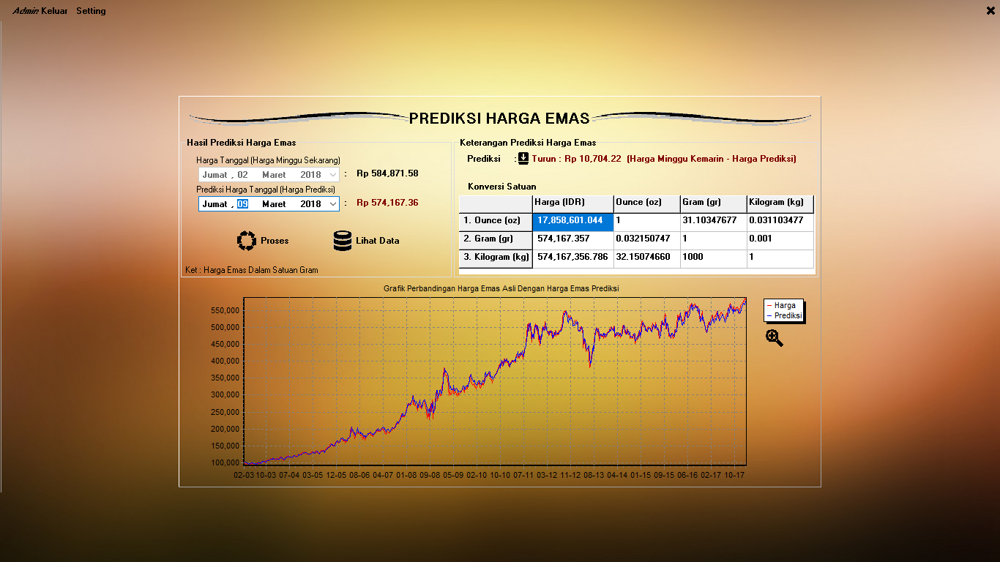 Admin Keluar Setting
PREDIKSI HARGA EMAS
Hasil Prediksi Harga Emas
Harga Tanggal (Harga Minggu Sekarang)
Jumat , 02 Maret 2018 : Rp 584,871.58
Prediksi Harga Tanggal (Harga Prediksi)
Jumat , 09 Maret 2018 : Rp 574,167.36
Proses Lihat Data
Ket : Harga Emas Dalam Satuan Gram
Keterangan Prediksi Harga Emas
Prediksi : Turun : Rp 10,704.22 (Harga Minggu Kemarin - Harga Prediksi)
Konversi Satuan
Harga (IDR) Ounce (oz) Gram (gr) Kilogram (kg)
1. Ounce (oz) 17,858,601.044 1 31.10347677 0.031103477
2. Gram (gr) 574,167.357 0.032150747 1 0.001
3. Kilogram (kg) 574,167,356.786 32.15074660 1000 1
Grafik Perbandingan Harga Emas Asli Dengan Harga Emas Prediksi
550,000
500,000
450,000
400,000
350,000
300,000
250,000
200,000
150,000
100,000
02-03 10-03 07-04 03-05 12-05 08-06 04-07 01-08 09-08 05-09 02-10 10-10 07-11 03-12 11-12 08-13 04-14 01-15 09-15 06-16 02-17 10-17
Harga
Prediksi